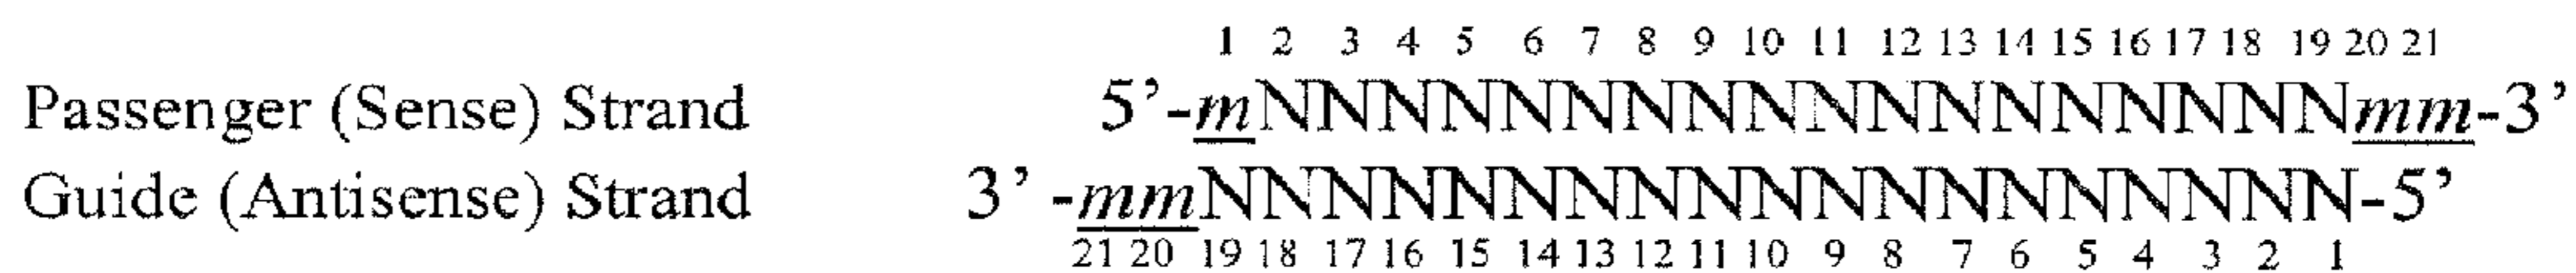 1 2 3 4 5 6 7 8 9 10 11 12 13 14 15 16 17 18 19 20 21
Passenger (Sense) Strand 5’-mNNNNNNNNNNNNNNNNNNmm-3’
Guide (Antisense) Strand 3’ -mmNNNNNNNNNNNNNNNNNNN-5’
21 20 19 18 17 16 15 14 13 12 11 10 9 8 7 6 5 4 3 2 1